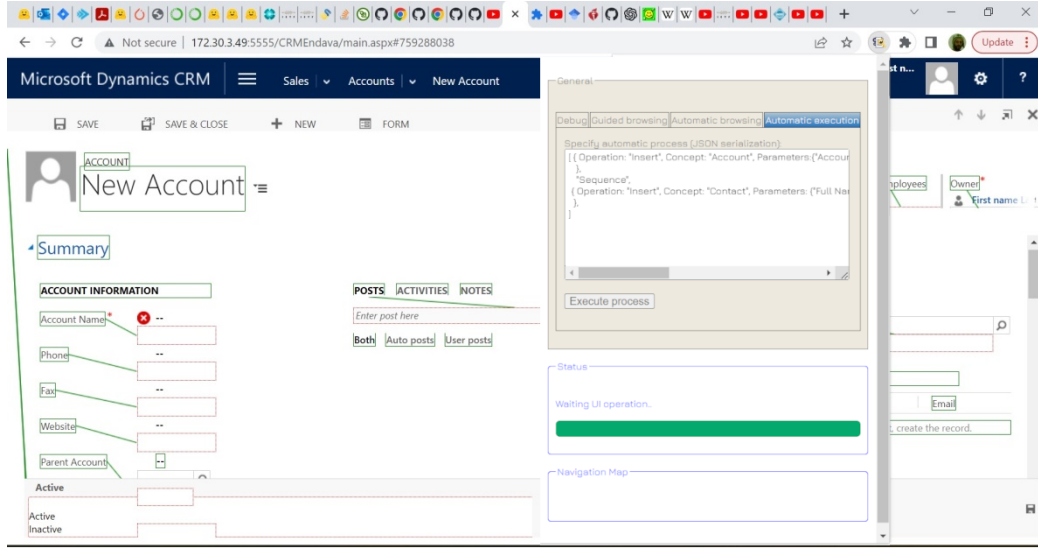 Not secure | 172.30.3.49:5555/CRMEndava/main.aspx#759288038
Update
Microsoft Dynamics CRM
Sales
Accounts
New Account
st n...
?
SAVE
SAVE & CLOSE
NEW
FORM
ACCOUNT
New Account
Summary
ACCOUNT INFORMATION
Account Name*
--
Phone
--
Fax
--
Website
--
Parent Account
--
Active
Active
Inactive
POSTS
ACTIVITIES
NOTES
Enter post here
Both
Auto posts
User posts
General
Debug
Guided browsing
Automatic browsing
Automatic execution
Specify automatic process (JSON serialization)
[{ Operation: "Insert", Concept: "Account", Parameters:{"Accour
},
"Sequence",
{ Operation: "Insert", Concept: "Contact", Parameters: {"Full Nar
},
]
Execute process
Status
Waiting UI operation..
Navigation Map
nployees
Owner*
First name L
Email
t, create the record.